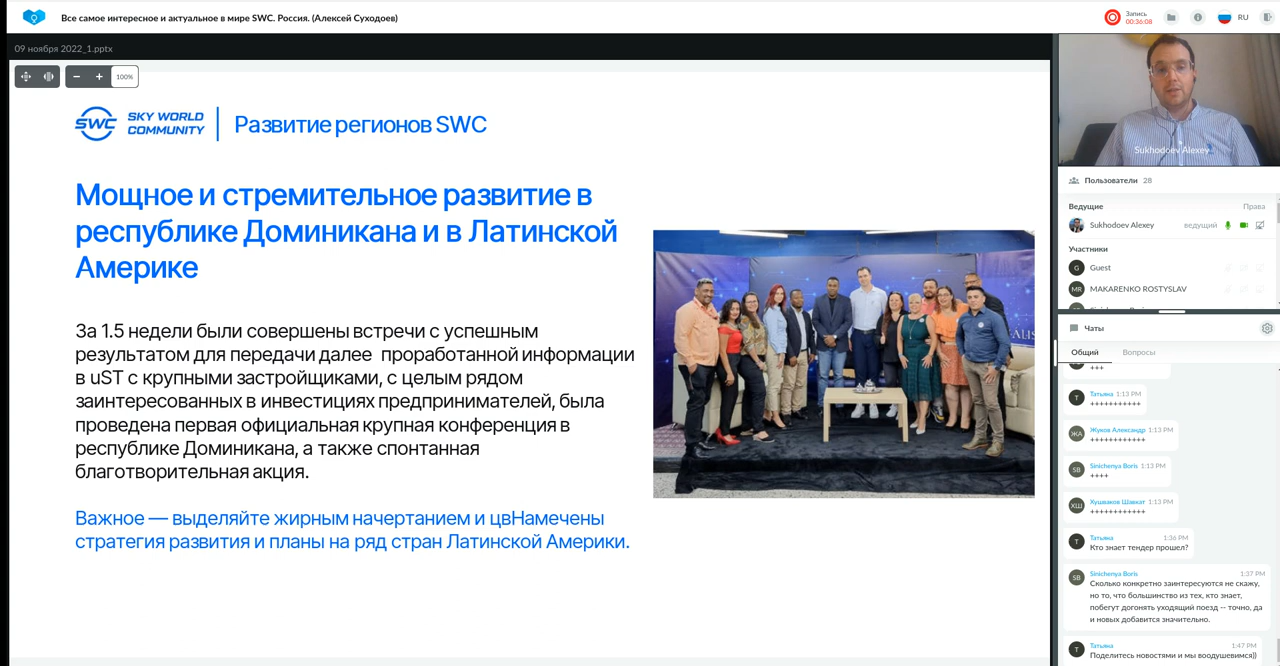 Все самое интересное и актуальное в мире SWC. Россия. (Алексей Суходоев)
Запись
00:36:08
RU
09 ноября 2022_1.pptx
100%
SWC SKY WORLD COMMUNITY
Развитие регионов SWC
Мощное и стремительное развитие в
республике Доминикана и в Латинской
Америке
За 1.5 недели были совершены встречи с успешным
результатом для передачи далее проработанной информации
в uST с крупными застройщиками, с целым рядом
заинтересованных в инвестициях предпринимателей, была
проведена первая официальная крупная конференция в
республике Доминикана, а также спонтанная
благотворительная акция.
Важное — выделяйте жирным начертанием и цвНамечены
стратегия развития и планы на ряд стран Латинской Америки.
Sukhodoev Alexey
Пользователи 28
Ведущие Права
Sukhodoev Alexey ведущий
Участники
G Guest
MR MAKARENKO ROSTYSLAV
Чаты
Общий Вопросы
+++
T Татьяна 1:13 PM
+++++++++++
ЖА Жуков Александр 1:13 PM
++++++++++++
SB Sinichenya Boris 1:13 PM
++++
ХШ Хушваков Шавкат 1:13 PM
++++++++++++
T Татьяна 1:36 PM
Кто знает тендер прошел?
SB Sinichenya Boris 1:37 PM
Сколько конкретно заинтересуются не скажу,
но то, что большинство из тех, кто знает,
побегут догонять уходящий поезд -- точно, да
и новых добавится значительно.
T Татьяна 1:47 PM
Поделитесь новостями и мы воодушевимся))